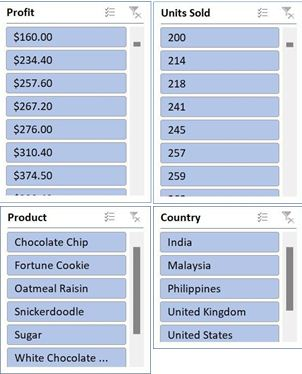 Profit
$160.00
$234.40
$257.60
$267.20
$276.00
$310.40
$374.50
Units Sold
200
214
218
241
245
257
259
Product
Chocolate Chip
Fortune Cookie
Oatmeal Raisin
Snickerdoodle
Sugar
White Chocolate ...
Country
India
Malaysia
Philippines
United Kingdom
United States